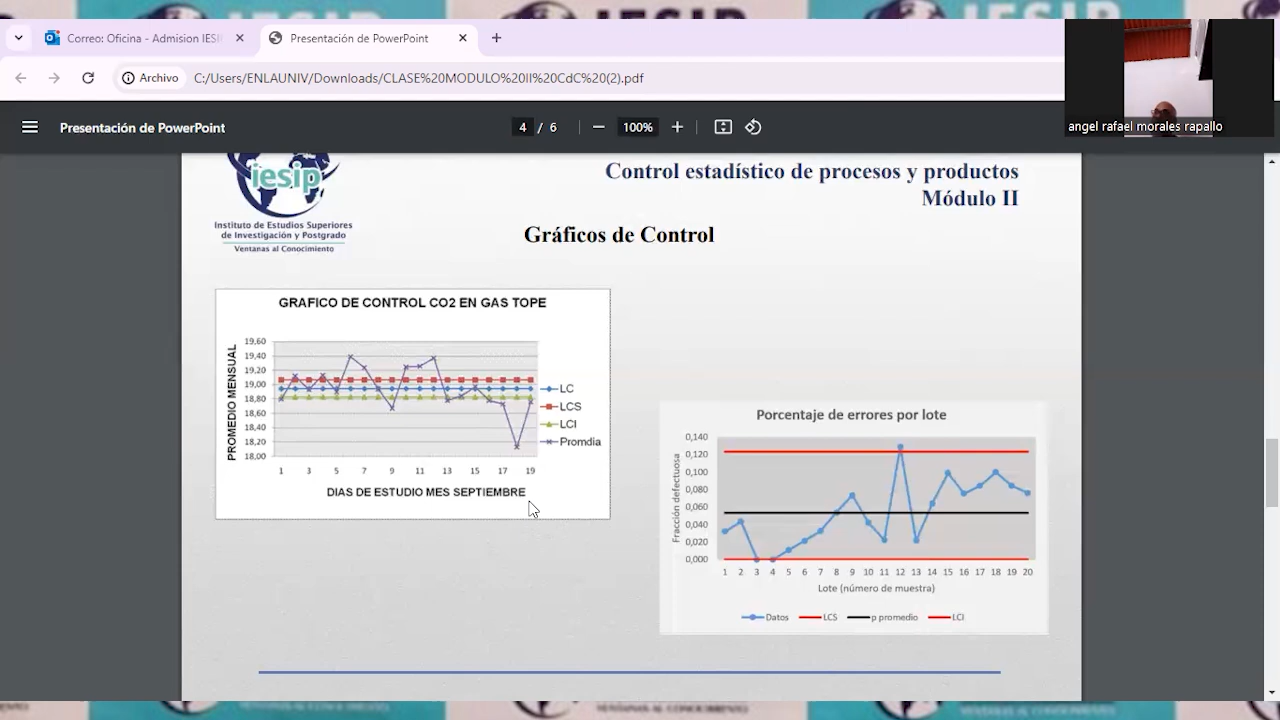 Correo: Oficina - Admision IESI
Presentación de PowerPoint
Archivo
C:/Users/ENLAUNIV/Downloads/CLASE%20MODULO%20II%20CdC%20(2).pdf
angel rafael morales rapallo
Presentación de PowerPoint
4 / 6
100%
iesip
Instituto de Estudios Superiores
de Investigación y Postgrado
Ventanas al Conocimiento
Control estadístico de procesos y productos
Módulo II
Gráficos de Control
GRAFICO DE CONTROL CO2 EN GAS TOPE
PROMEDIO MENSUAL
19,60
19,40
19,20
19,00
18,80
18,60
18,40
18,20
18,00
1 3 5 7 9 11 13 15 17 19
DIAS DE ESTUDIO MES SEPTIEMBRE
LC
LCS
LCI
Promdia
Porcentaje de errores por lote
Fracción defectuosa
0,140
0,120
0,100
0,080
0,060
0,040
0,020
0,000
1 2 3 4 5 6 7 8 9 10 11 12 13 14 15 16 17 18 19 20
Lote (número de muestra)
Datos LCS p promedio LCI